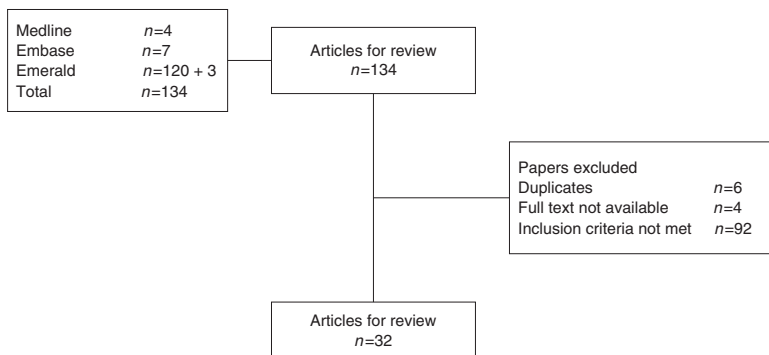 Medline n=4
Embase n=7
Emerald n=120 + 3
Total n=134
Articles for review
n=134
Papers excluded
Duplicates n=6
Full text not available n=4
Inclusion criteria not met n=92
Articles for review
n=32